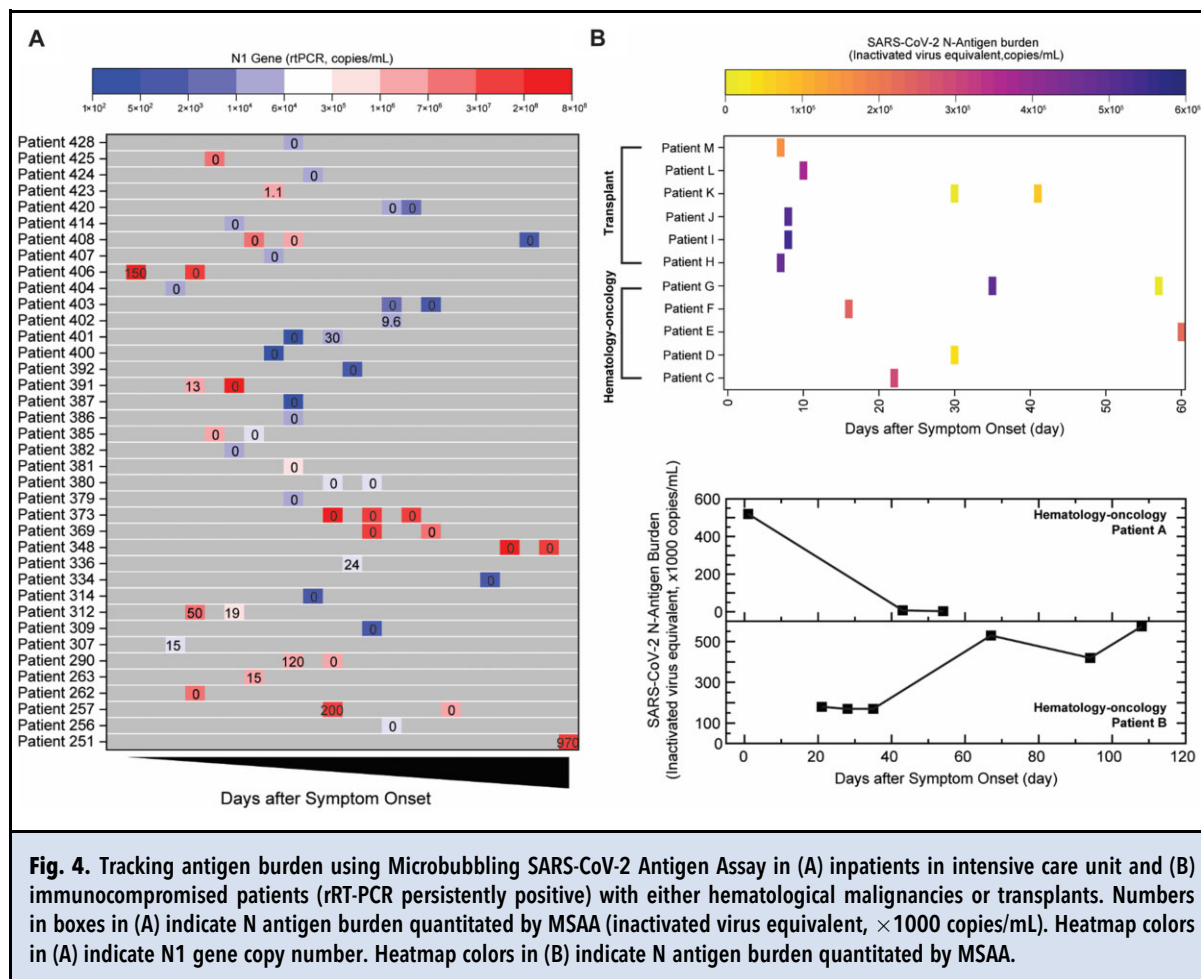 A
N1 Gene (rtPCR, copies/mL)
1×10² 5×10² 2×10³ 1×10⁴ 6×10⁴ 3×10⁵ 1×10⁶ 7×10⁶ 3×10⁷ 2×10⁸ 8×10⁸
Patient 428 0
Patient 425 0
Patient 424 0
Patient 423 1.1
Patient 420 0 0
Patient 414 0
Patient 408 0 0 0
Patient 407 0
Patient 406 150 0
Patient 404 0
Patient 403 0 0
Patient 402 9.6
Patient 401 0 30
Patient 400 0
Patient 392 0
Patient 391 13 0
Patient 387 0
Patient 386 0
Patient 385 0 0
Patient 382 0
Patient 381 0
Patient 380 0 0
Patient 379 0
Patient 373 0 0 0
Patient 369 0 0
Patient 348 0 0
Patient 336 24
Patient 334 0
Patient 314 0
Patient 312 50 19
Patient 309 0
Patient 307 15
Patient 290 120 0
Patient 263 15
Patient 262 0
Patient 257 200 0
Patient 256 0
Patient 251 970
Days after Symptom Onset
B
SARS-CoV-2 N-Antigen burden
(Inactivated virus equivalent,copies/mL)
0 1×10⁵ 2×10⁵ 3×10⁵ 4×10⁵ 5×10⁵ 6×10⁵
Transplant
Patient M
Patient L
Patient K
Patient J
Patient I
Patient H
Hematology-oncology
Patient G
Patient F
Patient E
Patient D
Patient C
0 10 20 30 40 50 60
Days after Symptom Onset (day)
SARS-CoV-2 N-Antigen Burden
(Inactivated virus equivalent, x1000 copies/mL)
600
400
200
0
Hematology-oncology
Patient A
500
300
100
Hematology-oncology
Patient B
0 20 40 60 80 100 120
Days after Symptom Onset (day)
Fig. 4. Tracking antigen burden using Microbubbling SARS-CoV-2 Antigen Assay in (A) inpatients in intensive care unit and (B)
immunocompromised patients (rRT-PCR persistently positive) with either hematological malignancies or transplants. Numbers
in boxes in (A) indicate N antigen burden quantitated by MSAA (inactivated virus equivalent, ×1000 copies/mL). Heatmap colors
in (A) indicate N1 gene copy number. Heatmap colors in (B) indicate N antigen burden quantitated by MSAA.